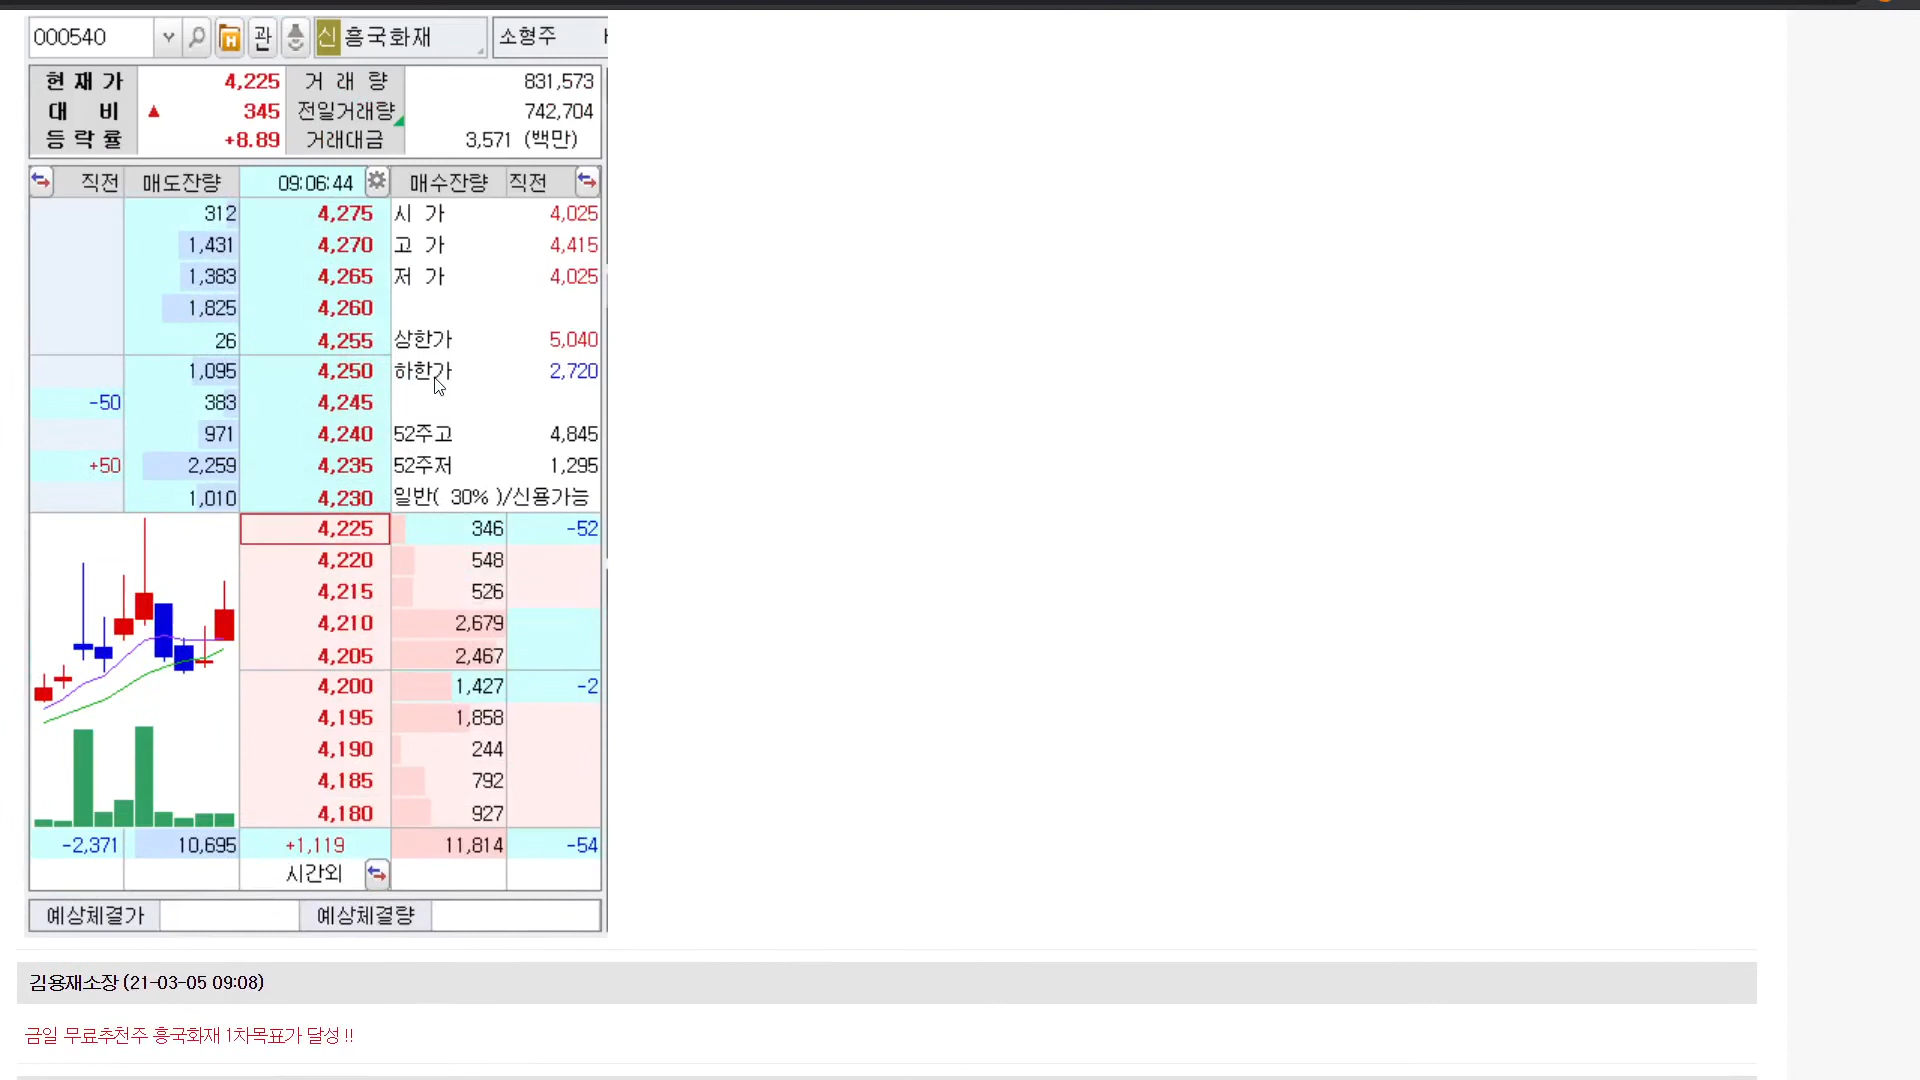 000540 관 신 흥국화재 소형주
현재가 4,225 거래량 831,573
대비 ▲ 345 전일거래량 742,704
등락률 +8.89 거래대금 3,571 (백만)
직전 매도잔량 09:06:44 매수잔량 직전
312 4,275 시 가 4,025
1,431 4,270 고 가 4,415
1,383 4,265 저 가 4,025
1,825 4,260
26 4,255 상한가 5,040
1,095 4,250 하한가 2,720
-50 383 4,245
971 4,240 52주고 4,845
+50 2,259 4,235 52주저 1,295
1,010 4,230 일반( 30% )/신용가능
4,225 346 -52
4,220 548
4,215 526
4,210 2,679
4,205 2,467
4,200 1,427 -2
4,195 1,858
4,190 244
4,185 792
4,180 927
-2,371 10,695 +1,119 11,814 -54
시간외
예상체결가 예상체결량
김용재소장 (21-03-05 09:08)
금일 무료추천주 흥국화재 1차목표가 달성 !!